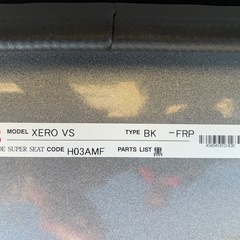 MODEL XERO VS TYPE BK -FRP
DE SUPER SEAT CODE H03AMF PARTS LIST 黒